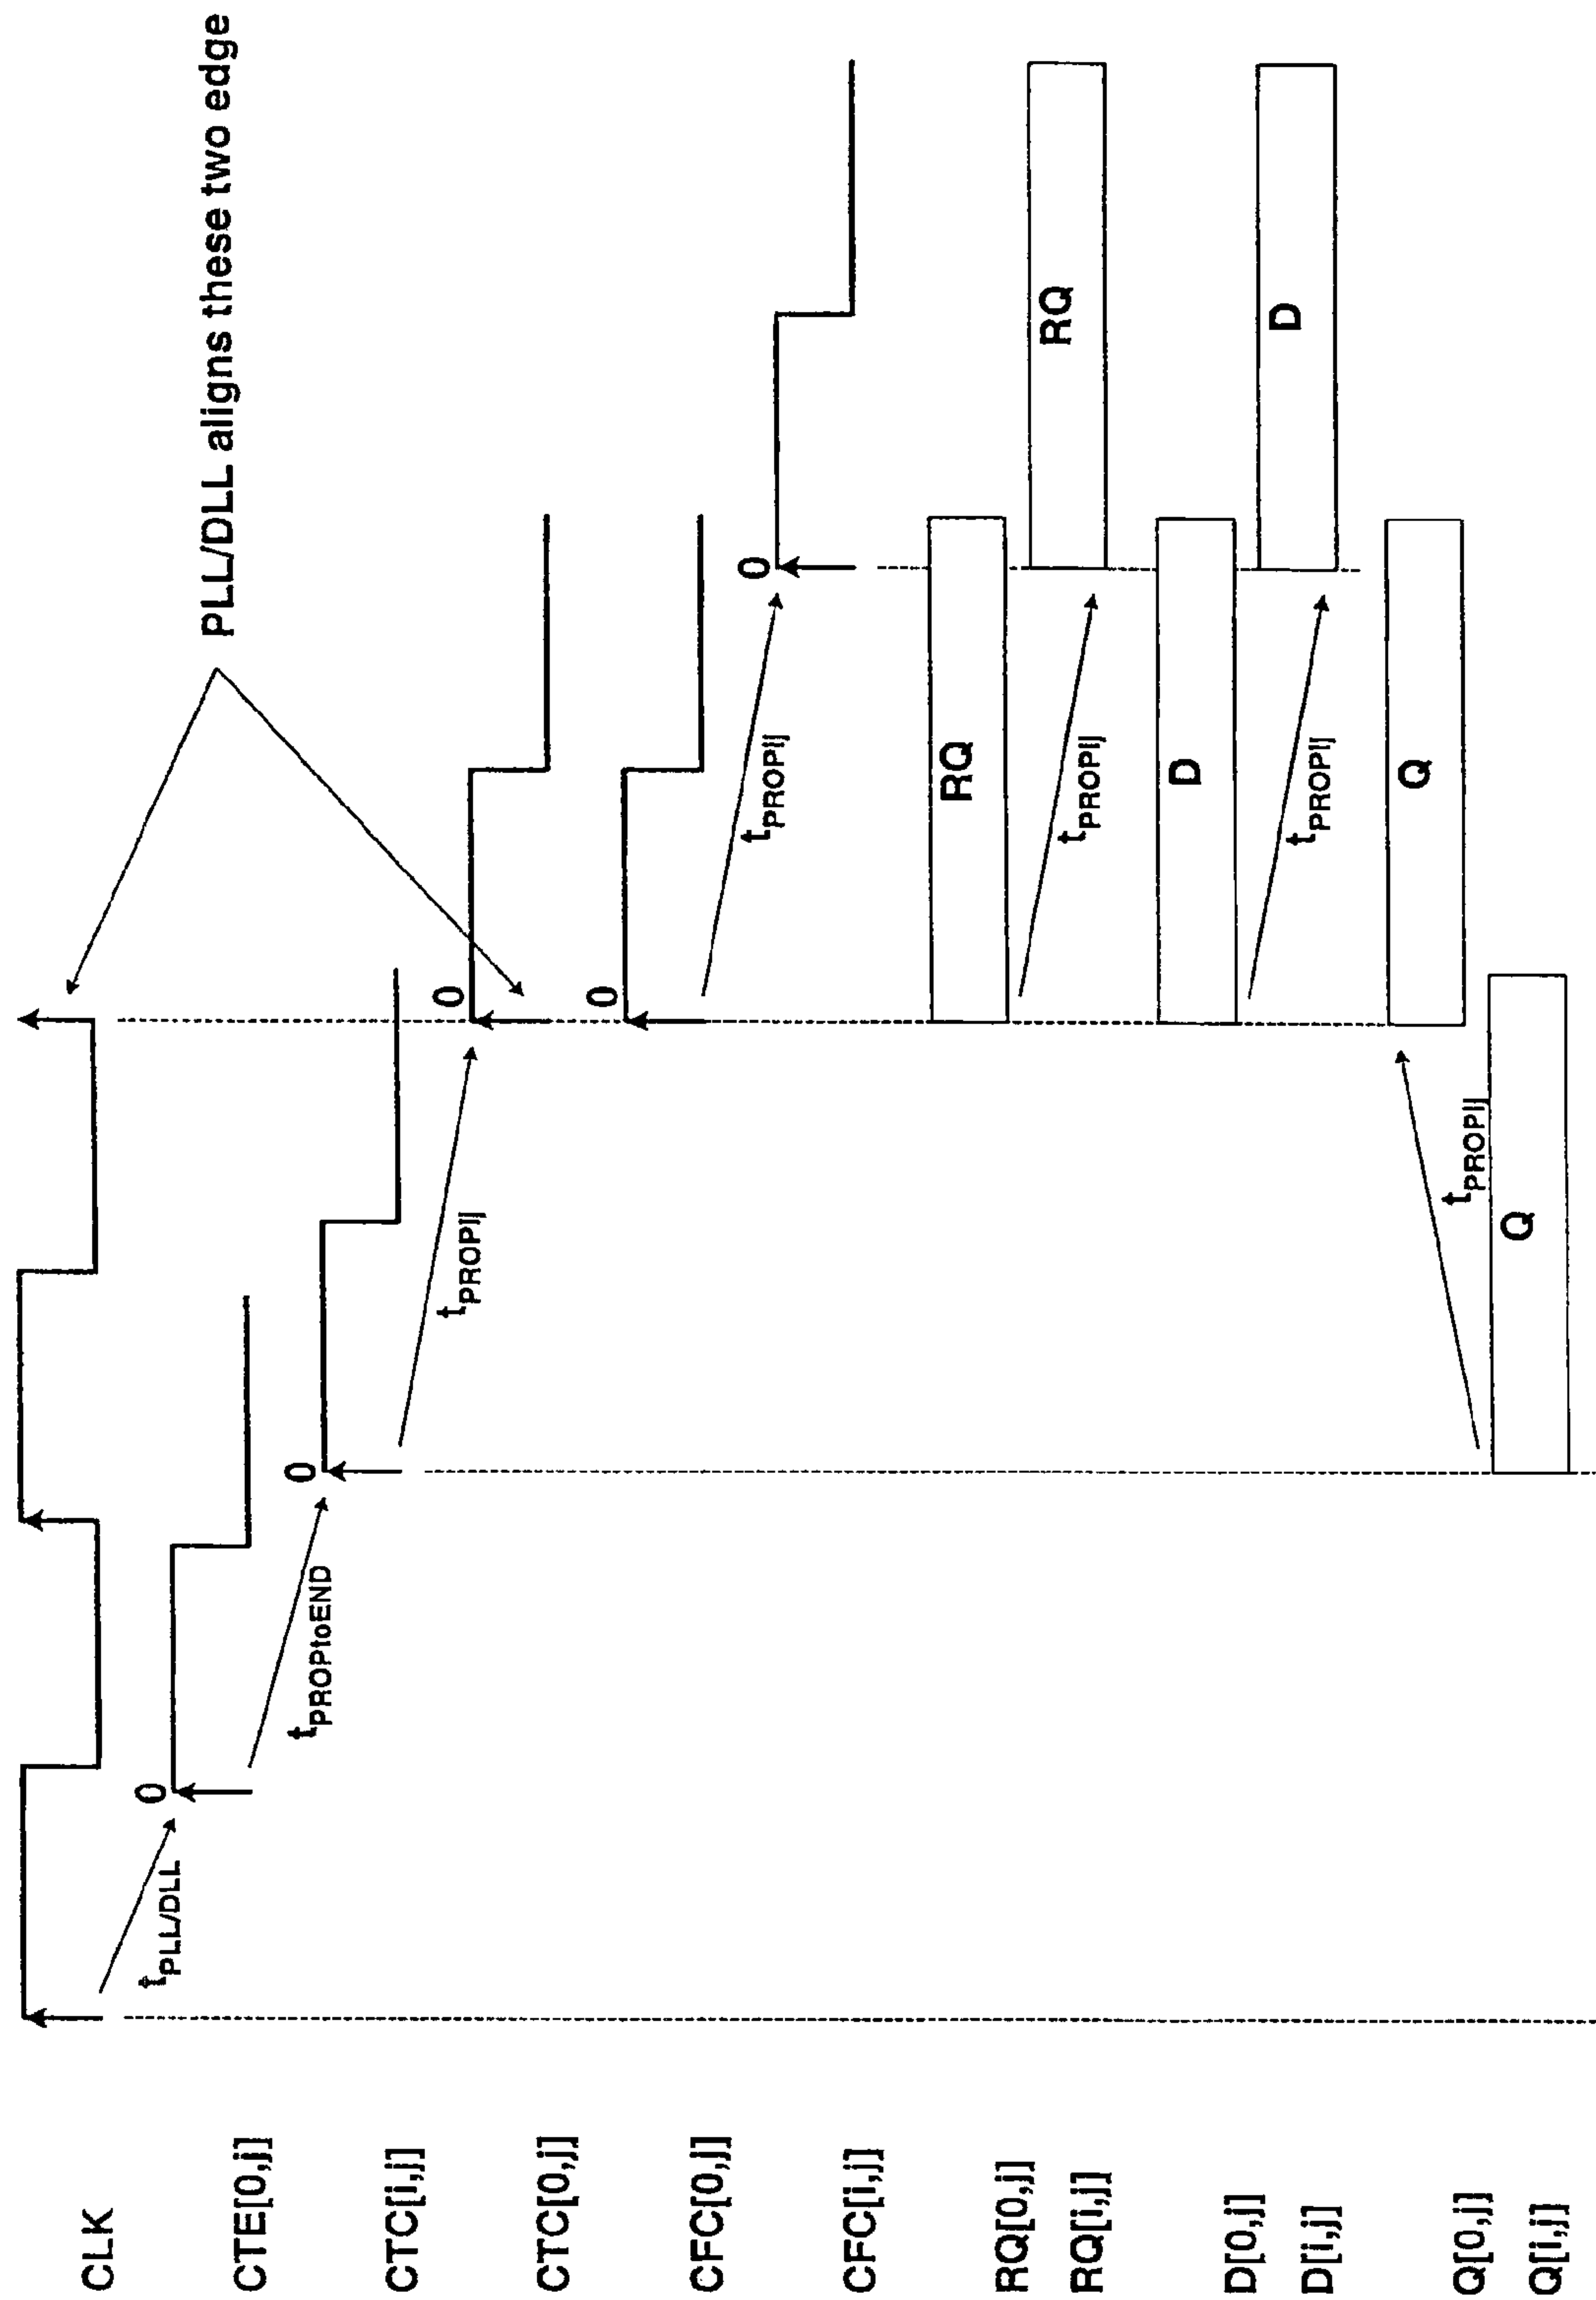 PLL/DLL aligns these two edge
CLK
tPLL/DLL
CTE[0,j]
0
tPROPtoEND
CTC[i,j]
0
tPROPij
CTC[0,j]
0
CFC[0,j]
0
tPROPij
CFC[i,j]
0
RQ[0,j]
RQ
RQ[i,j]
tPROPij
RQ
D[0,j]
D
D[i,j]
tPROPij
D
Q[0,j]
Q
tPROPij
Q[i,j]
Q